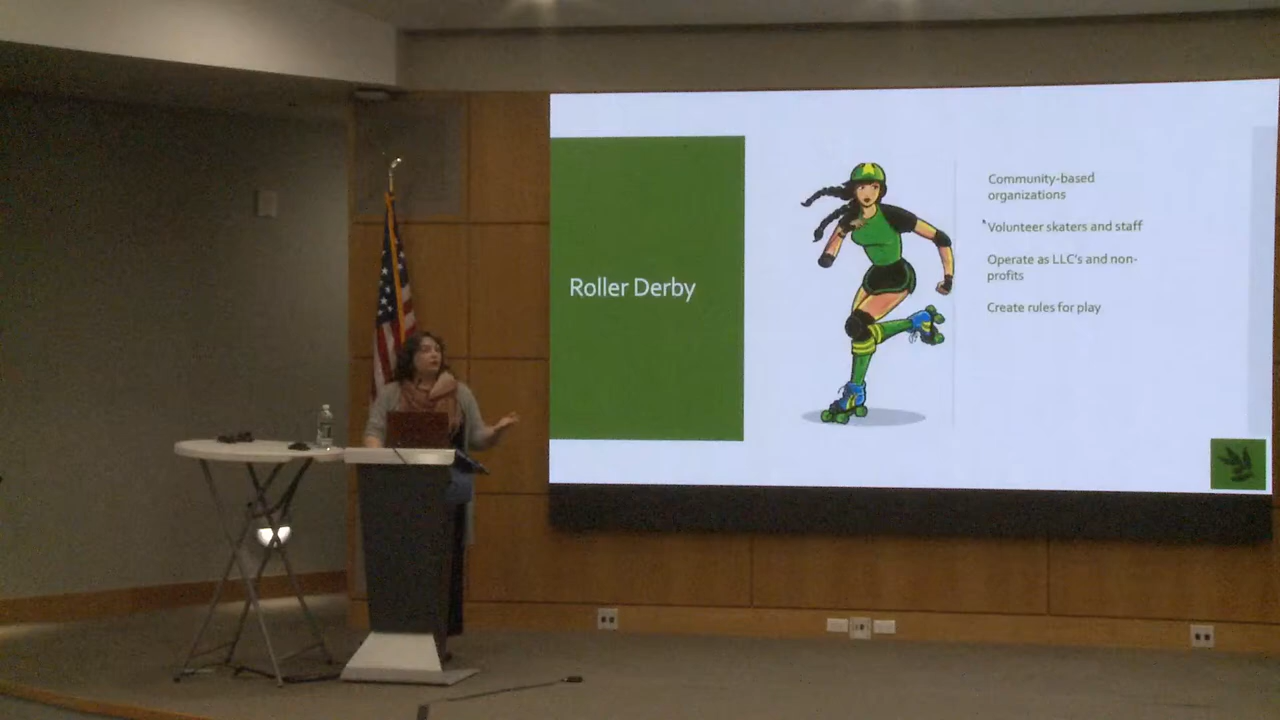 Roller Derby
Community-based
organizations
Volunteer skaters and staff
Operate as LLC's and non-
profits
Create rules for play